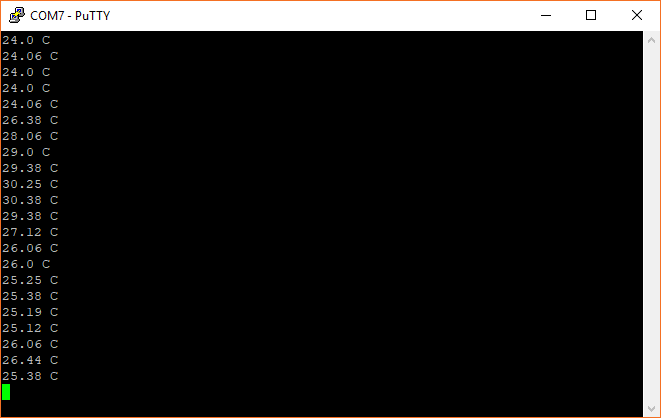 COM7 - PuTTY
24.0 C
24.06 C
24.0 C
24.0 C
24.06 C
26.38 C
28.06 C
29.0 C
29.38 C
30.25 C
30.38 C
29.38 C
27.12 C
26.06 C
26.0 C
25.25 C
25.38 C
25.19 C
25.12 C
26.06 C
26.44 C
25.38 C